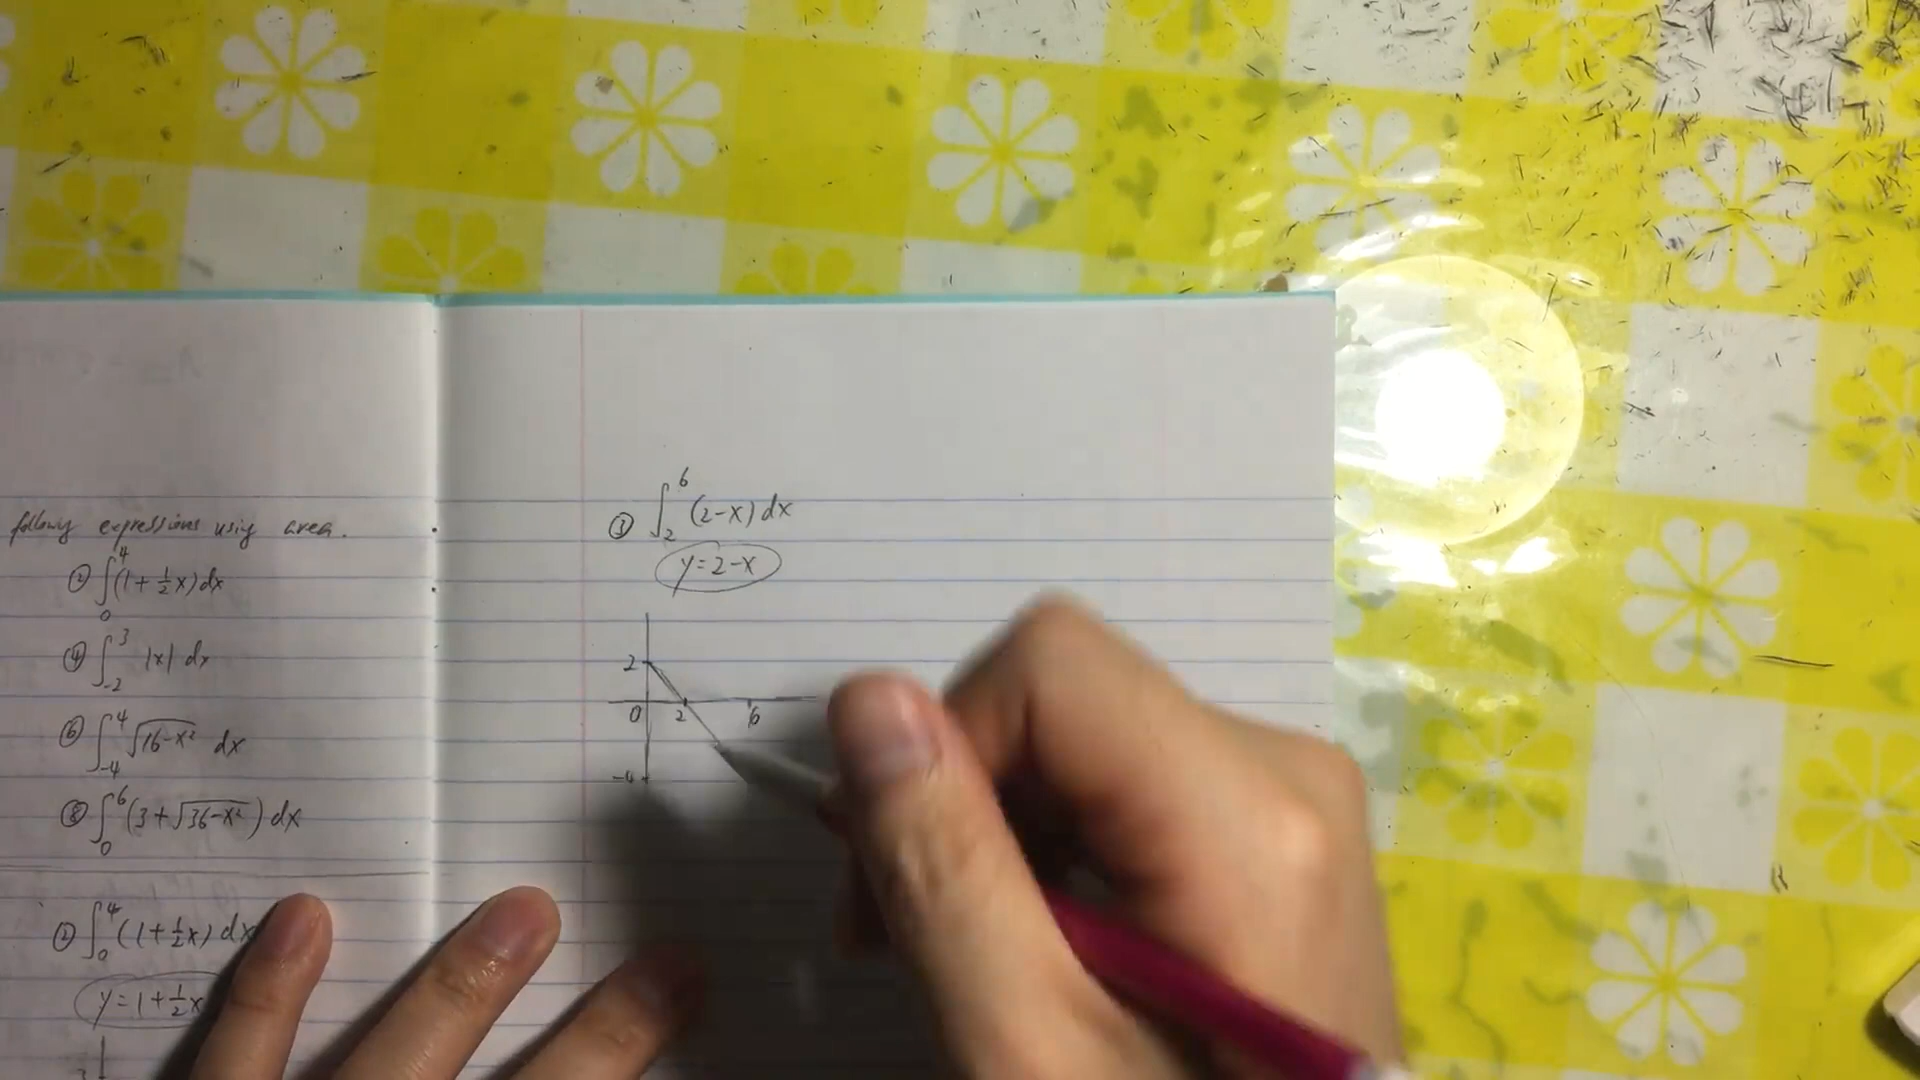 following expressions using area.
② ∫₀⁴ (1 + ½x) dx
④ ∫₋₂³ |x| dx
⑥ ∫₋₄⁴ √(16-x²) dx
⑧ ∫₀⁶ (3 + √(36-x²)) dx
② ∫₀⁴ (1 + ½x) dx
y = 1 + ½x
③ ∫₂⁶ (2-x) dx
y = 2-x
2
0 2 6
-4